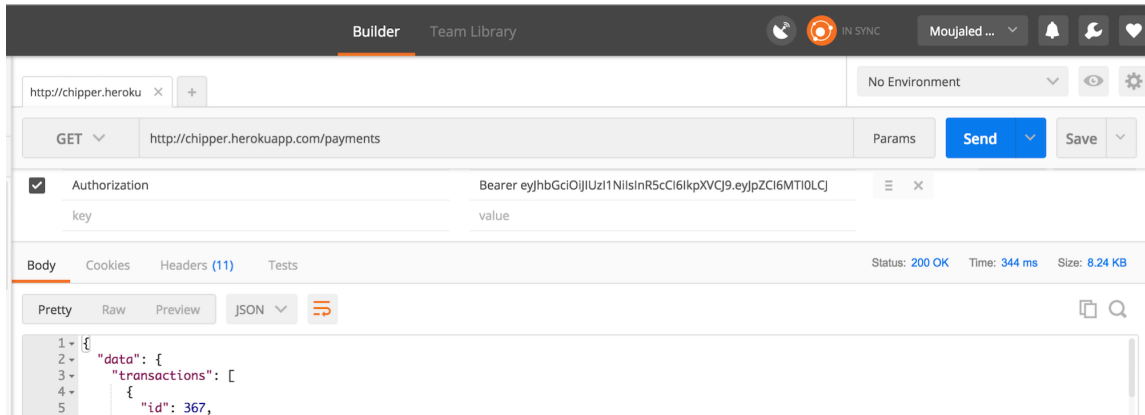 Builder Team Library IN SYNC Moujaled ...
http://chipper.heroku × + No Environment
GET http://chipper.herokuapp.com/payments Params Send Save
Authorization Bearer eyJhbGciOiJIUzI1NiIsInR5cCI6IkpXVCJ9.eyJpZCI6MTI0LCJ
key value
Body Cookies Headers (11) Tests Status: 200 OK Time: 344 ms Size: 8.24 KB
Pretty Raw Preview JSON
1 {
2 "data": {
3 "transactions": [
4 {
5 "id": 367,